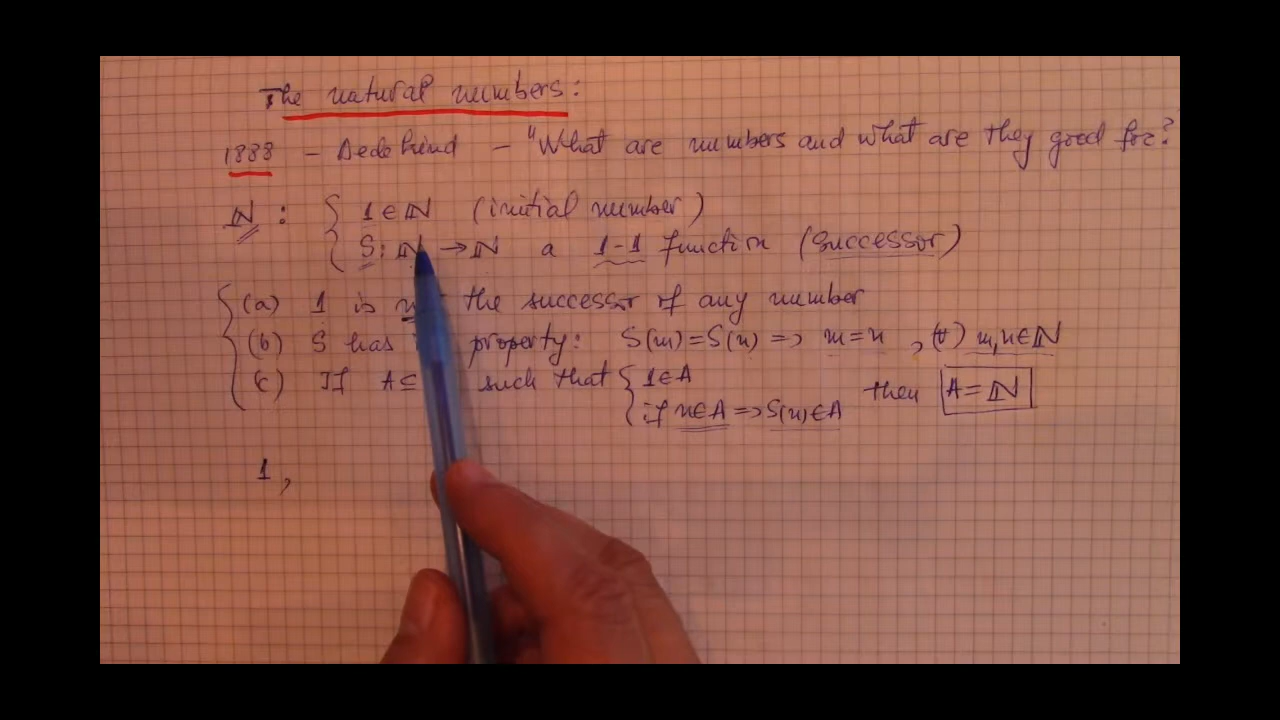 The natural numbers:
1888 - Dedekind - "What are numbers and what are they good for?
ℕ : { 1 ∈ ℕ (initial number)
S: ℕ → ℕ a 1-1 function (successor)
(a) 1 is the successor of any number
(b) S has property: S(m)=S(n) => m=n , (∀) m,n∈ℕ
(c) If A⊆ such that { 1∈A then A=ℕ
if n∈A => S(n)∈A
1,